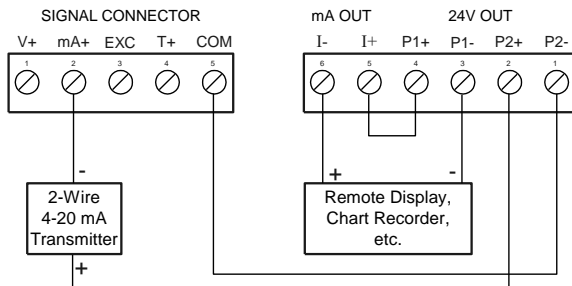 SIGNAL CONNECTOR
V+ mA+ EXC T+ COM
1 2 3 4 5
mA OUT 24V OUT
I- I+ P1+ P1- P2+ P2-
6 5 4 3 2 1
-
2-Wire
4-20 mA
Transmitter
+
+ -
Remote Display,
Chart Recorder,
etc.